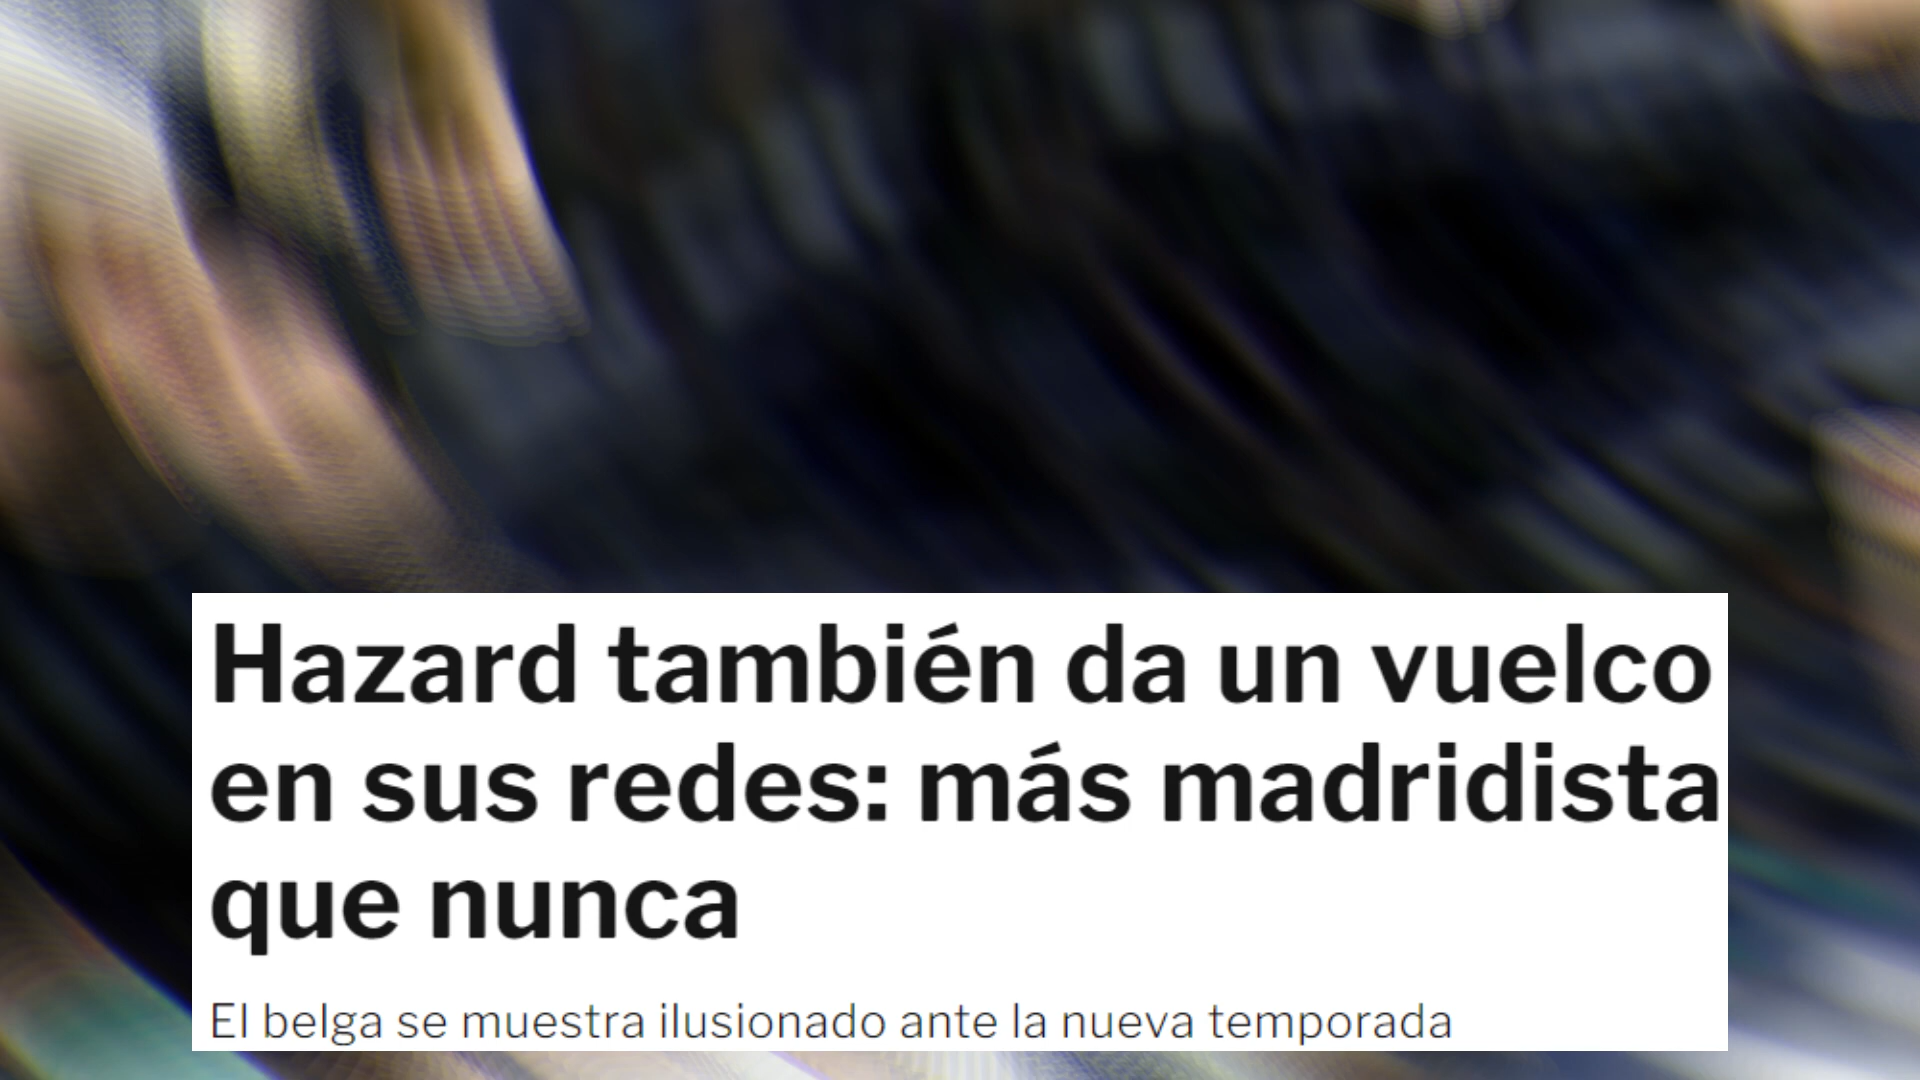 Hazard también da un vuelco
en sus redes: más madridista
que nunca
El belga se muestra ilusionado ante la nueva temporada